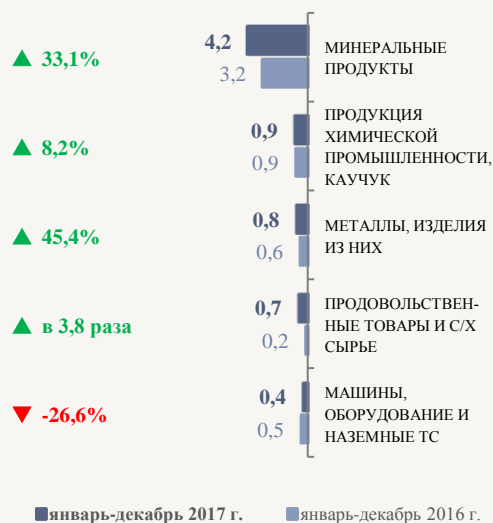 4,2
МИНЕРАЛЬНЫЕ
▲ 33,1%
3,2
ПРОДУКТЫ
ПРОДУКЦИЯ
0,9
ХИМИЧЕСКОЙ
▲ 8,2%
0,9
ПРОМЫШЛЕННОСТИ,
КАУЧУК
0,8
МЕТАЛЛЫ, ИЗДЕЛИЯ
▲ 45,4%
0,6
ИЗ НИХ
0,7
ПРОДОВОЛЬСТВЕН-
▲ в 3,8 раза
НЫЕ ТОВАРЫ И С/Х
0,2
СЫРЬЕ
0,4
МАШИНЫ,
▼ -26,6%
ОБОРУДОВАНИЕ И
0,5
НАЗЕМНЫЕ ТС
январь-декабрь 2017 г.
январь-декабрь 2016 г.